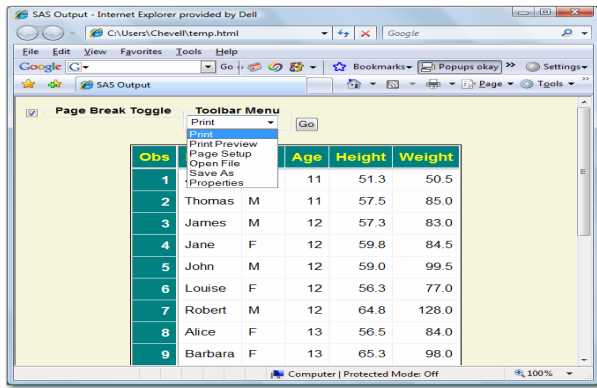 SAS Output - Internet Explorer provided by Dell
C:\Users\Chevell\temp.html
Google
File Edit View Favorites Tools Help
Google G Go Bookmarks Popups okay >> Settings
SAS Output Page Tools >>
Page Break Toggle Toolbar Menu
Print Go
Print
Print Preview
Page Setup
Open File
Save As
Properties
Obs Age Height Weight
1 11 51.3 50.5
2 Thomas M 11 57.5 85.0
3 James M 12 57.3 83.0
4 Jane F 12 59.8 84.5
5 John M 12 59.0 99.5
6 Louise F 12 56.3 77.0
7 Robert M 12 64.8 128.0
8 Alice F 13 56.5 84.0
9 Barbara F 13 65.3 98.0
Computer | Protected Mode: Off 100%